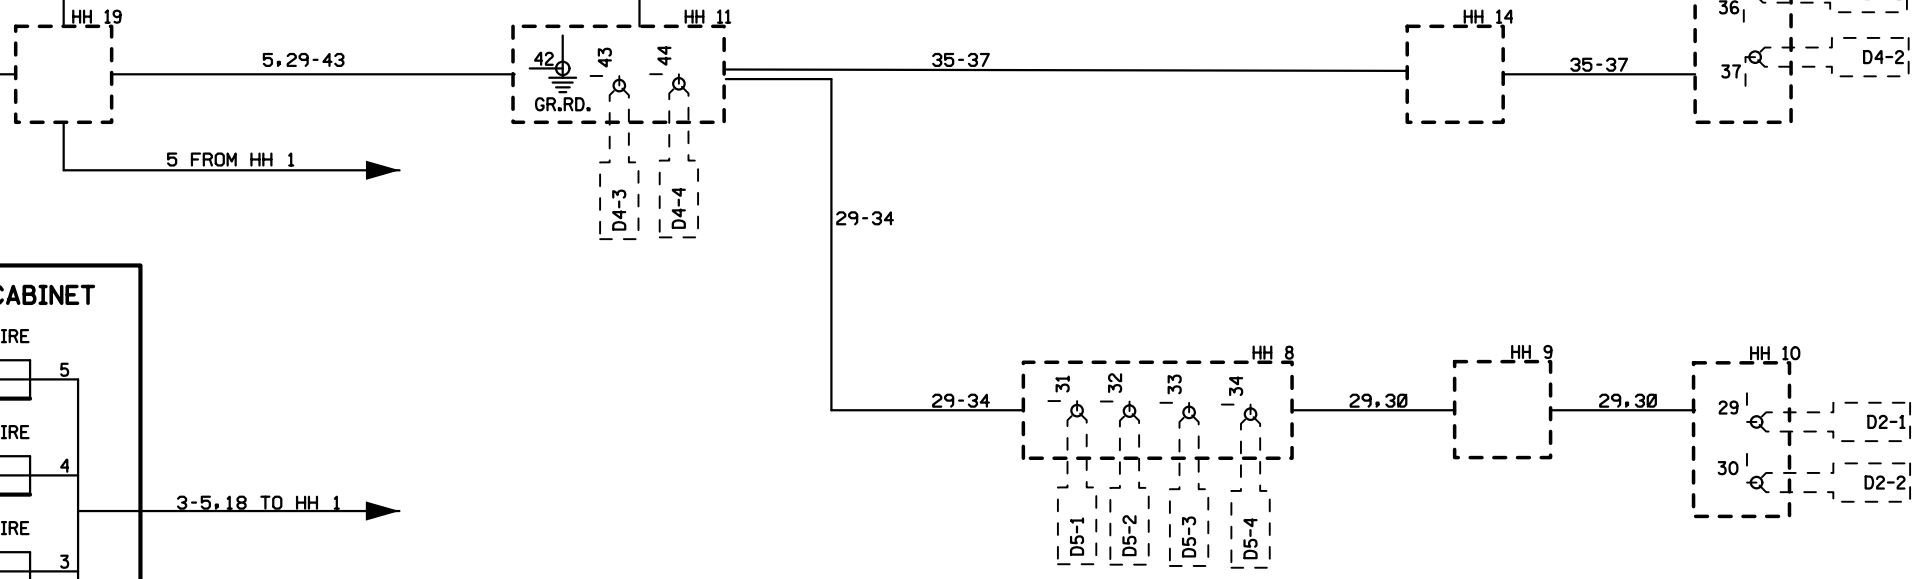 HH 19
HH 11
HH 14
36
5,29-43
42
43
44
GR.RD.
35-37
35-37
37
D4-2
5 FROM HH 1
D4-3
D4-4
29-34
CABINET
IRE
5
IRE
4
3-5,18 TO HH 1
IRE
3
HH 8
HH 9
HH 10
31
32
33
34
29-34
29,30
29,30
29
D2-1
30
D2-2
D5-1
D5-2
D5-3
D5-4